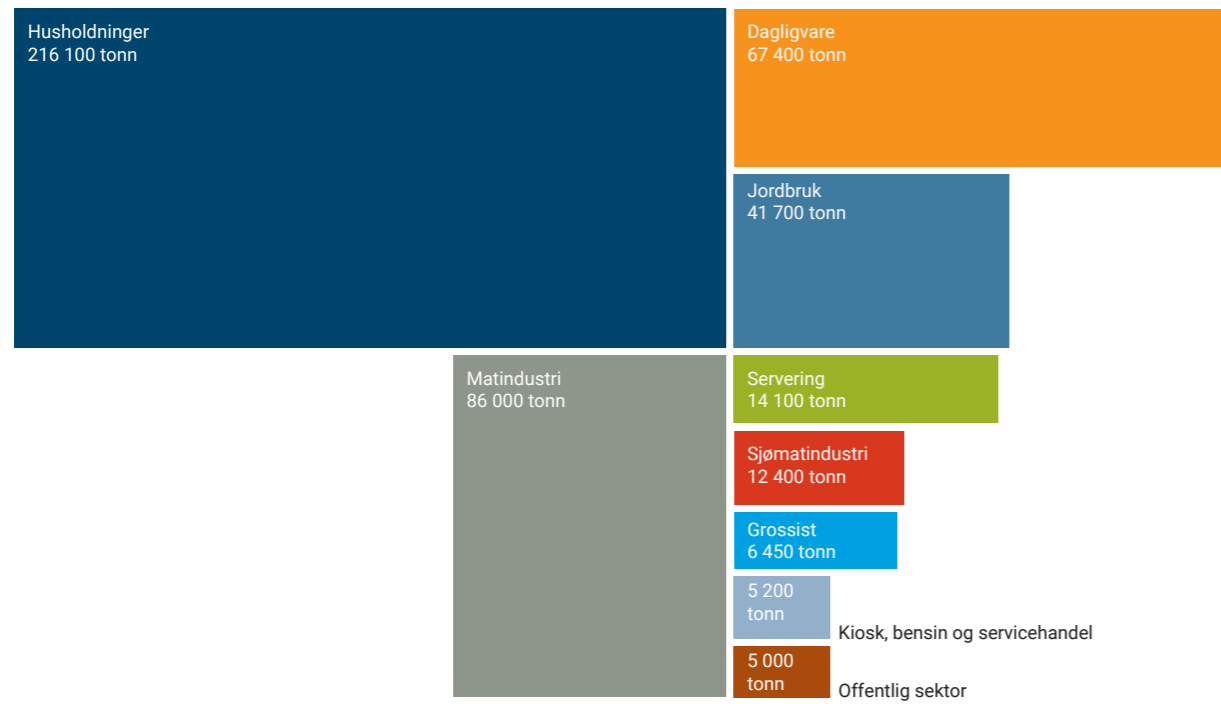 Husholdninger
216 100 tonn
Dagligvare
67 400 tonn
Jordbruk
41 700 tonn
Matindustri
86 000 tonn
Servering
14 100 tonn
Sjømatindustri
12 400 tonn
Grossist
6 450 tonn
5 200
tonn
Kiosk, bensin og servicehandel
5 000
tonn
Offentlig sektor